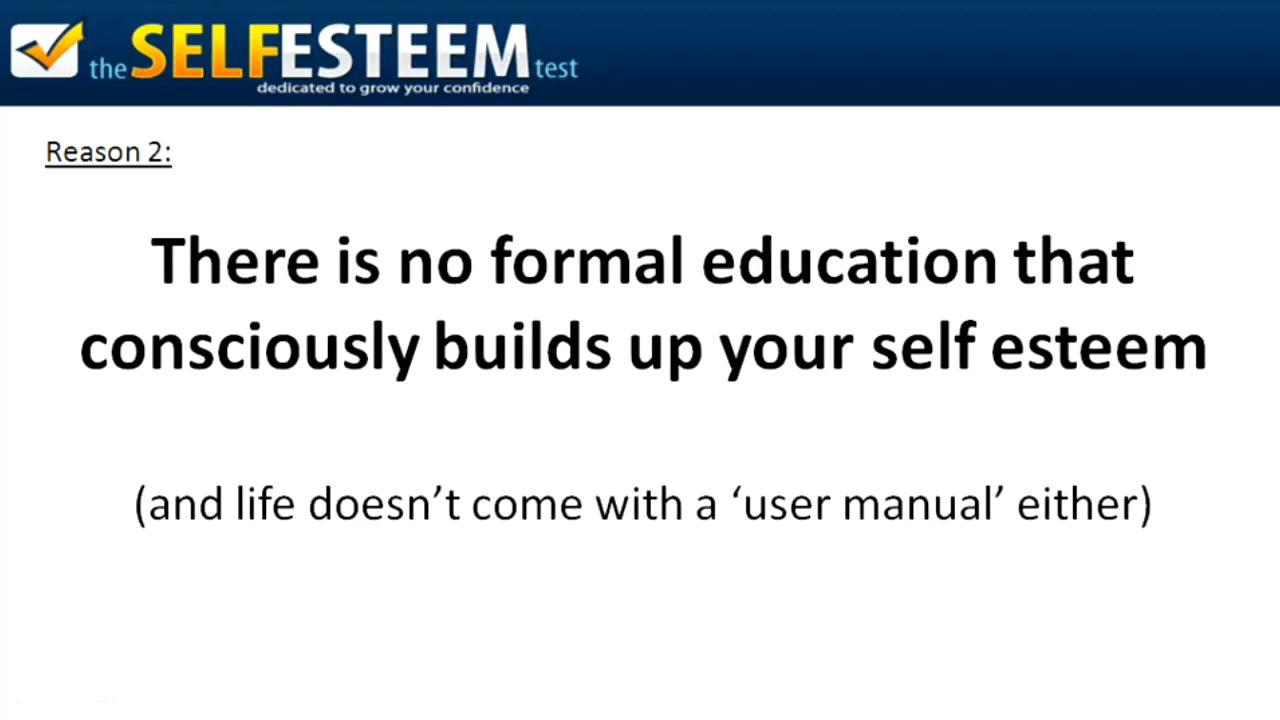 the SELFESTEEM test
dedicated to grow your confidence
Reason 2:
There is no formal education that
consciously builds up your self esteem
(and life doesn’t come with a ‘user manual’ either)